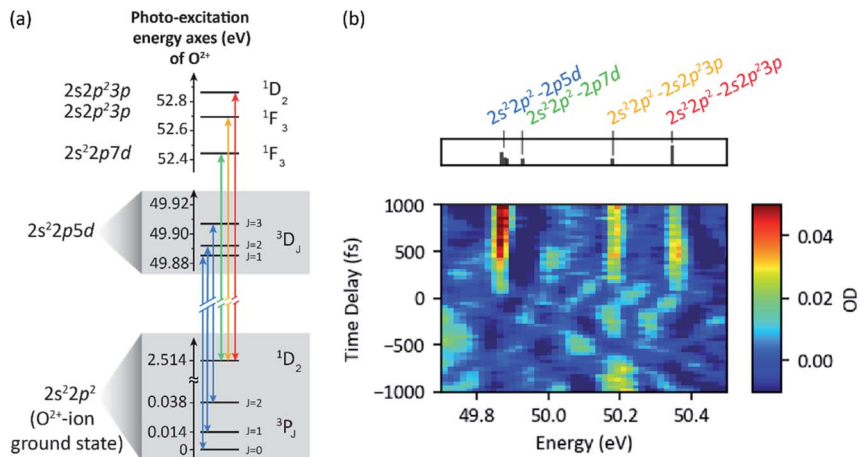 (a)
Photo-excitation
energy axes (eV)
of O²⁺
2s²2p²3p
2s²2p²3p
2s²2p7d
2s²2p5d
2s²2p²
(O²⁺-ion
ground state)
52.8
52.6
52.4
49.92
49.90
49.88
2.514
0.038
0.014
0
¹D₂
¹F₃
¹F₃
J=3
J=2
J=1
³D_J
¹D₂
J=2
J=1
J=0
³P_J
(b)
2s²2p²-2p5d
2s²2p²-2p7d
2s²2p²-2s2p²3p
2s²2p²-2s2p²3p
1000
500
0
-500
-1000
Time Delay (fs)
49.8
50.0
50.2
50.4
Energy (eV)
0.04
0.02
0.00
OD